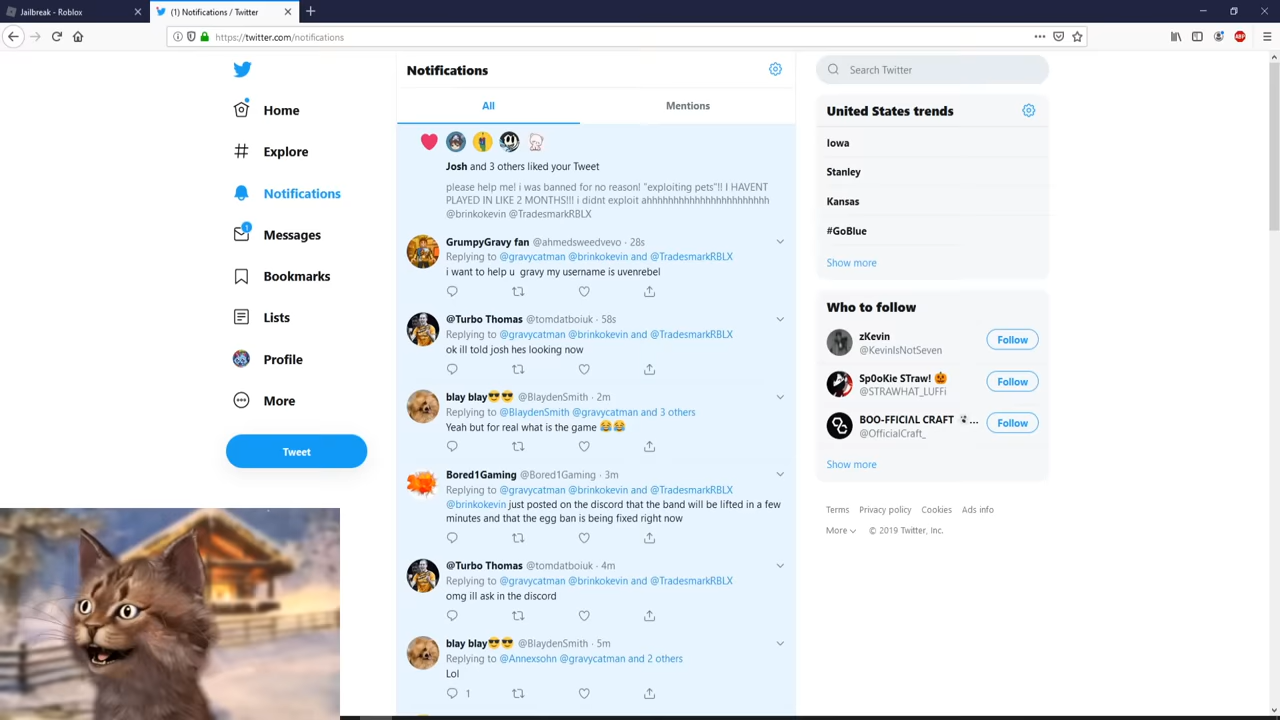 Jailbreak - Roblox
(1) Notifications / Twitter
https://twitter.com/notifications
ABP
Home
Explore
Notifications
1
Messages
Bookmarks
Lists
Profile
More
Tweet
Notifications
All
Mentions
Josh and 3 others liked your Tweet
please help me! i was banned for no reason! "exploiting pets"!! I HAVENT
PLAYED IN LIKE 2 MONTHS!!! i didnt exploit ahhhhhhhhhhhhhhhhhhhhhhh
@brinkokevin @TradesmarkRBLX
GrumpyGravy fan @ahmedsweedvevo · 28s
Replying to @gravycatman @brinkokevin and @TradesmarkRBLX
i want to help u gravy my username is uvenrebel
@Turbo Thomas @tomdatboiuk · 58s
Replying to @gravycatman @brinkokevin and @TradesmarkRBLX
ok ill told josh hes looking now
blay blay😎😎 @BlaydenSmith · 2m
Replying to @BlaydenSmith @gravycatman and 3 others
Yeah but for real what is the game 😂😂
Bored1Gaming @Bored1Gaming · 3m
Replying to @gravycatman @brinkokevin and @TradesmarkRBLX
@brinkokevin just posted on the discord that the band will be lifted in a few
minutes and that the egg ban is being fixed right now
@Turbo Thomas @tomdatboiuk · 4m
Replying to @gravycatman @brinkokevin and @TradesmarkRBLX
omg ill ask in the discord
blay blay😎😎 @BlaydenSmith · 5m
Replying to @Annexsohn @gravycatman and 2 others
Lol
1
Search Twitter
United States trends
Iowa
Stanley
Kansas
#GoBlue
Show more
Who to follow
zKevin
@KevinIsNotSeven
Follow
Sp0oKie STraw! 🎃
@STRAWHAT_LUFFi
Follow
BOO-FFICIΛL CRAFT 👻...
@OfficialCraft_
Follow
Show more
Terms Privacy policy Cookies Ads info
More © 2019 Twitter, Inc.